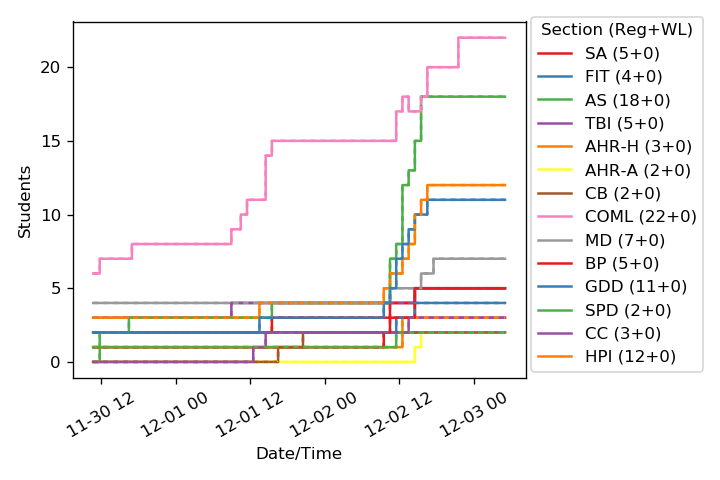 Section (Reg+WL)
SA (5+0)
FIT (4+0)
AS (18+0)
TBI (5+0)
AHR-H (3+0)
AHR-A (2+0)
CB (2+0)
COML (22+0)
MD (7+0)
BP (5+0)
GDD (11+0)
SPD (2+0)
CC (3+0)
HPI (12+0)
20
15
10
5
0
Students
11-30 12
12-01 00
12-01 12
12-02 00
12-02 12
12-03 00
Date/Time